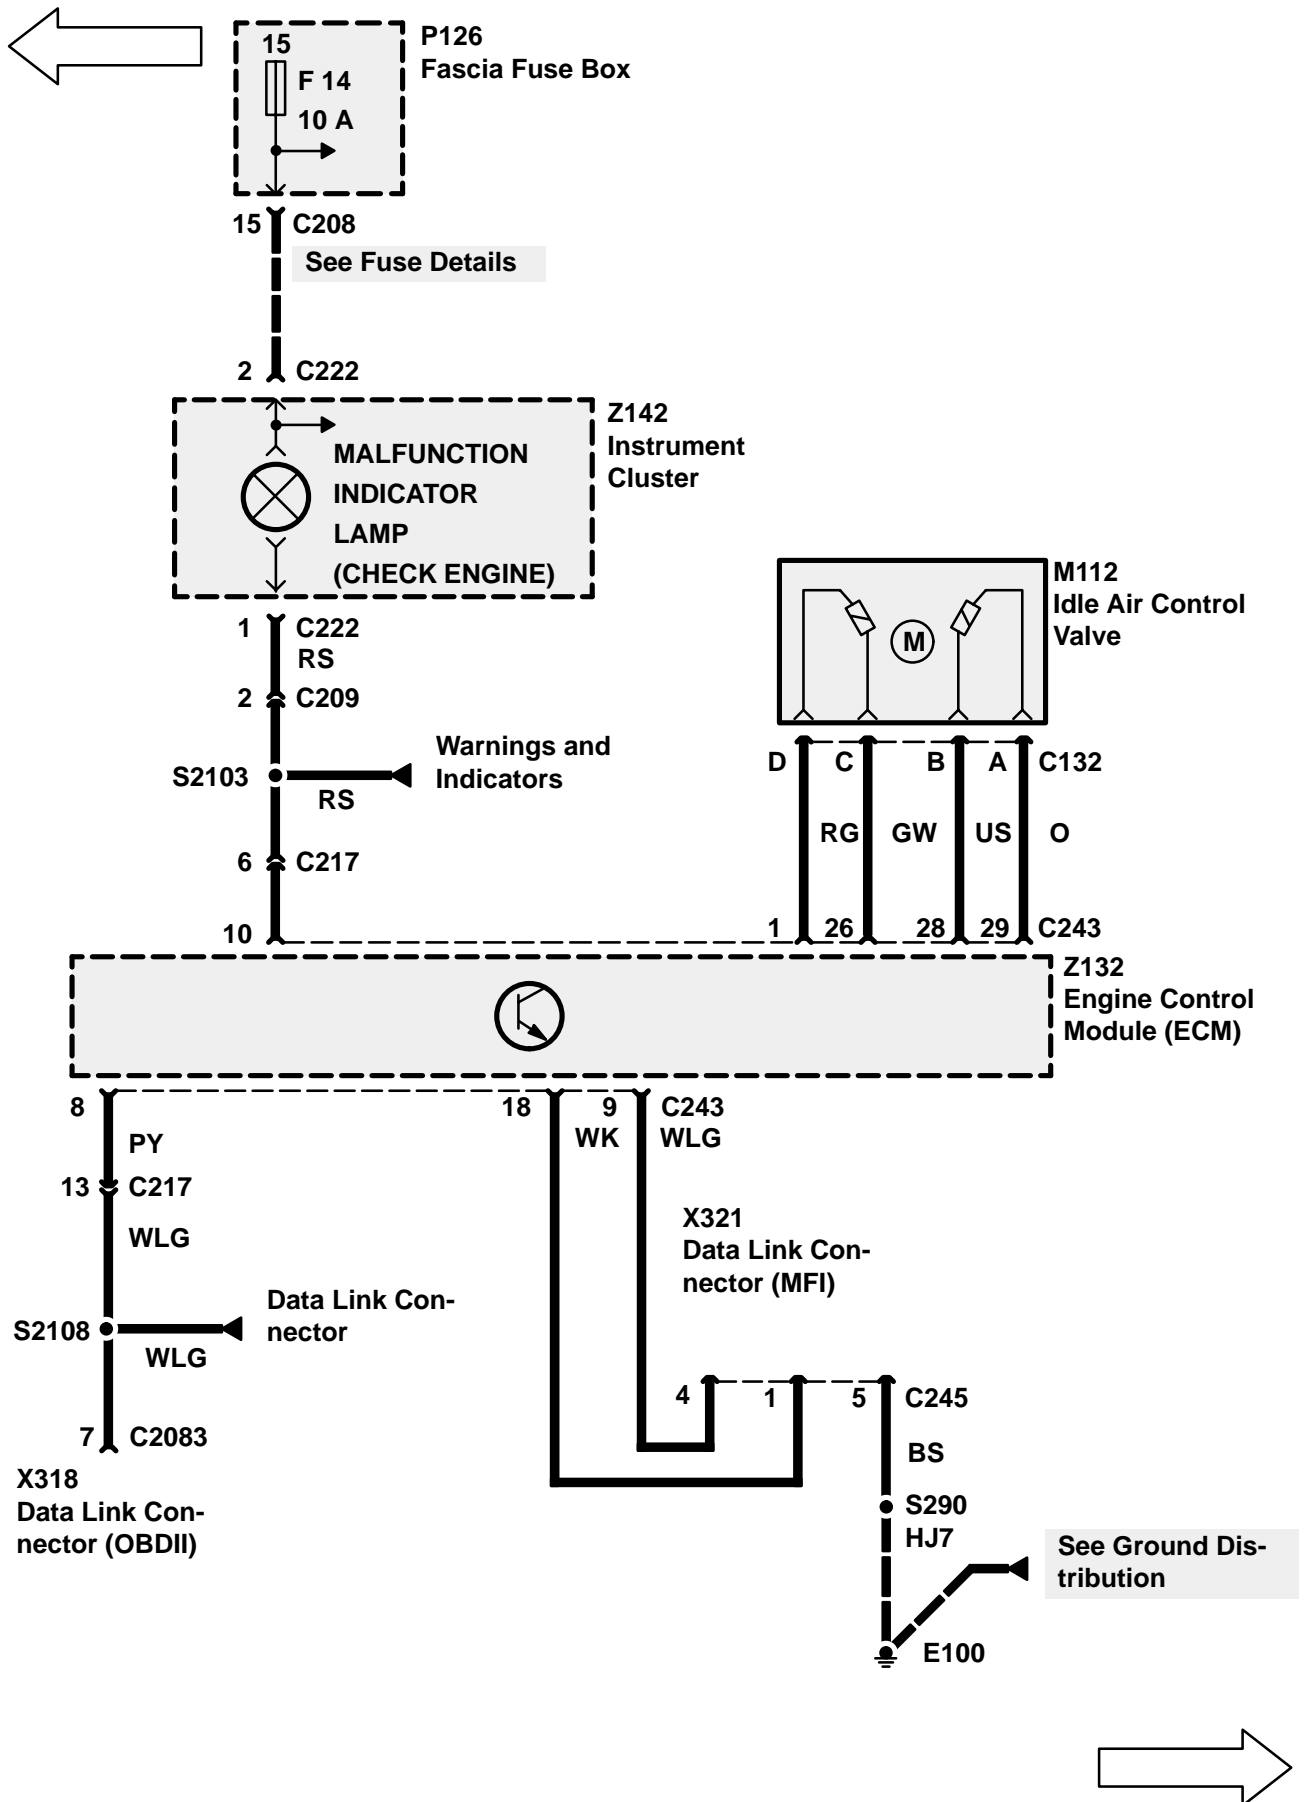 15
F 14
10 A
P126
Fascia Fuse Box
15 C208
See Fuse Details
2 C222
Z142
Instrument
Cluster
MALFUNCTION
INDICATOR
LAMP
(CHECK ENGINE)
1 C222
RS
2 C209
S2103
RS
Warnings and
Indicators
6 C217
M112
Idle Air Control
Valve
M
D C B A C132
RG GW US O
10 1 26 28 29 C243
Z132
Engine Control
Module (ECM)
8 18 9 C243
PY WK WLG
13 C217
WLG
X321
Data Link Con-
nector (MFI)
S2108
WLG
Data Link Con-
nector
4 1 5 C245
7 C2083
BS
X318
Data Link Con-
nector (OBDII)
S290
HJ7
See Ground Dis-
tribution
E100